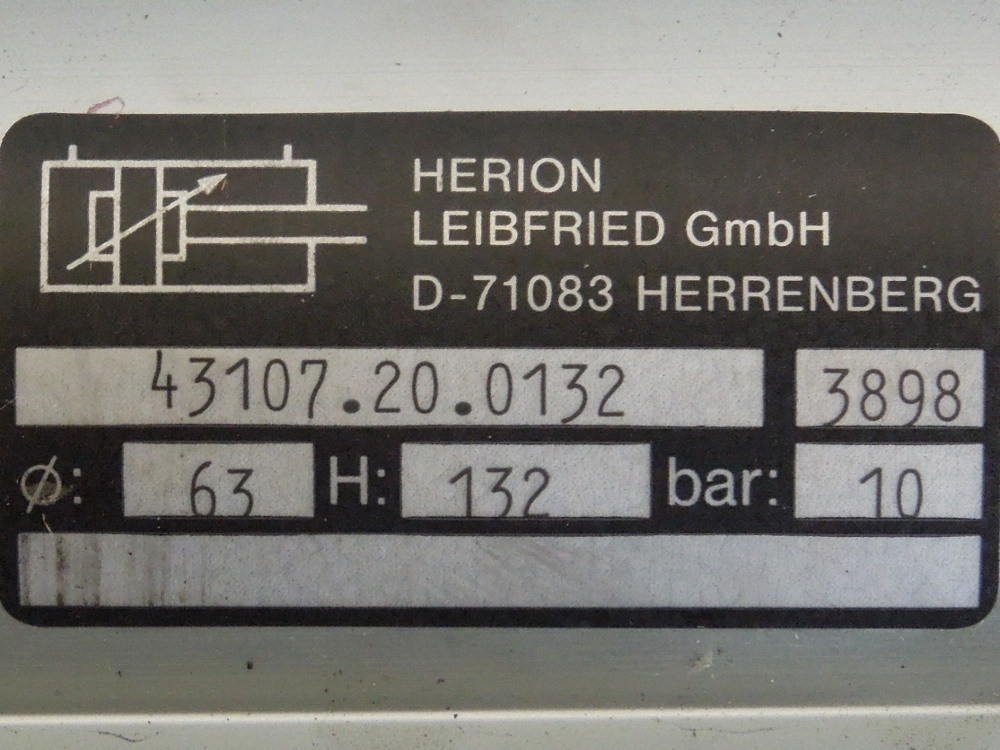 HERION
LEIBFRIED GmbH
D-71083 HERRENBERG
43107.20.0132 3898
Ø: 63 H: 132 bar: 10